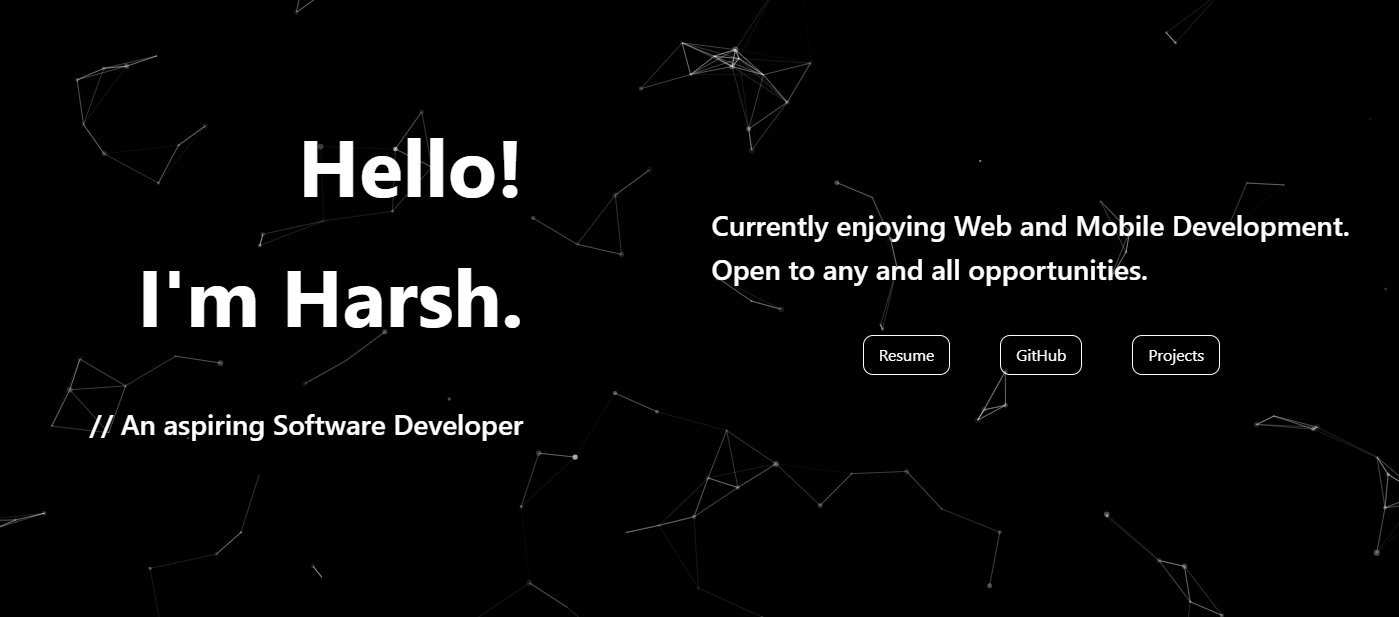 Hello!
I'm Harsh.
// An aspiring Software Developer
Currently enjoying Web and Mobile Development.
Open to any and all opportunities.
Resume
GitHub
Projects